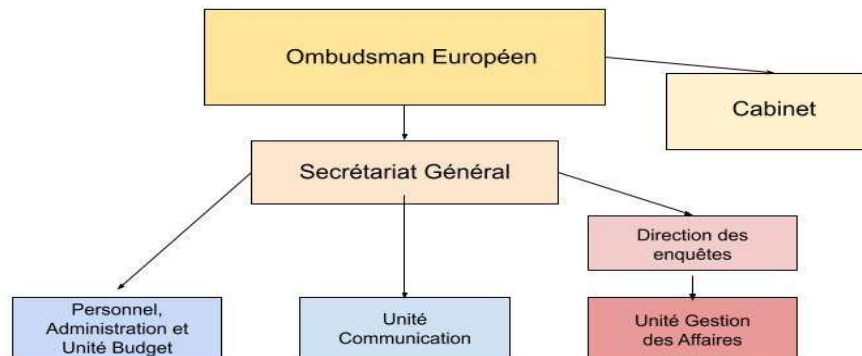 Ombudsman Européen
Cabinet
Secrétariat Général
Direction des
enquêtes
Personnel,
Administration et
Unité Budget
Unité
Communication
Unité Gestion
des Affaires